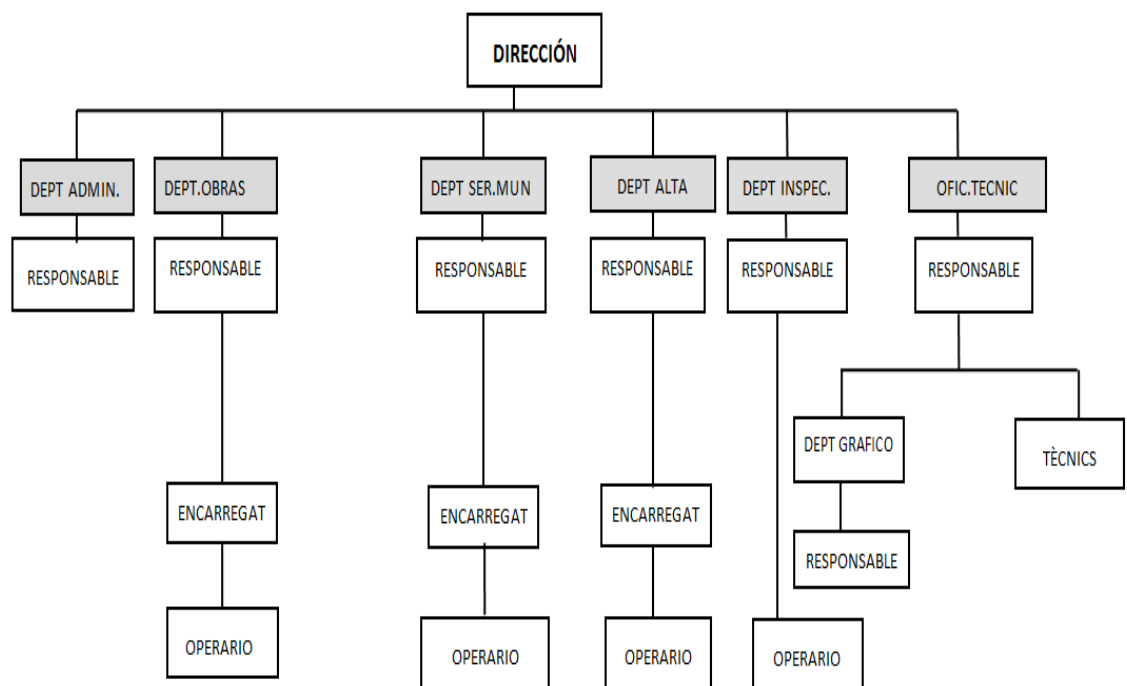 DIRECCIÓN
DEPT ADMIN.
DEPT.OBRAS
DEPT SER.MUN
DEPT ALTA
DEPT INSPEC.
OFIC.TECNIC
RESPONSABLE
RESPONSABLE
RESPONSABLE
RESPONSABLE
RESPONSABLE
RESPONSABLE
DEPT GRAFICO
TÈCNICS
ENCARREGAT
ENCARREGAT
ENCARREGAT
RESPONSABLE
OPERARIO
OPERARIO
OPERARIO
OPERARIO